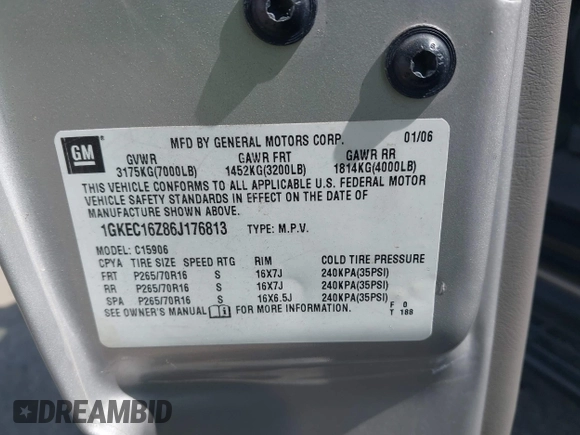 GM
MFD BY GENERAL MOTORS CORP. 01/06
GVWR GAWR FRT GAWR RR
3175KG(7000LB) 1452KG(3200LB) 1814KG(4000LB)
THIS VEHICLE CONFORMS TO ALL APPLICABLE U.S. FEDERAL MOTOR
VEHICLE SAFETY STANDARDS IN EFFECT ON THE DATE OF
MANUFACTURE SHOWN ABOVE.
1GKEC16Z86J176813 TYPE: M.P.V.
MODEL: C15906
CPYA TIRE SIZE SPEED RTG RIM COLD TIRE PRESSURE
FRT P265/70R16 S 16X7J 240KPA(35PSI)
RR P265/70R16 S 16X7J 240KPA(35PSI)
SPA P265/70R16 S 16X6.5J 240KPA(35PSI)
SEE OWNER'S MANUAL FOR MORE INFORMATION.
F 0
T 188
DREAMBID